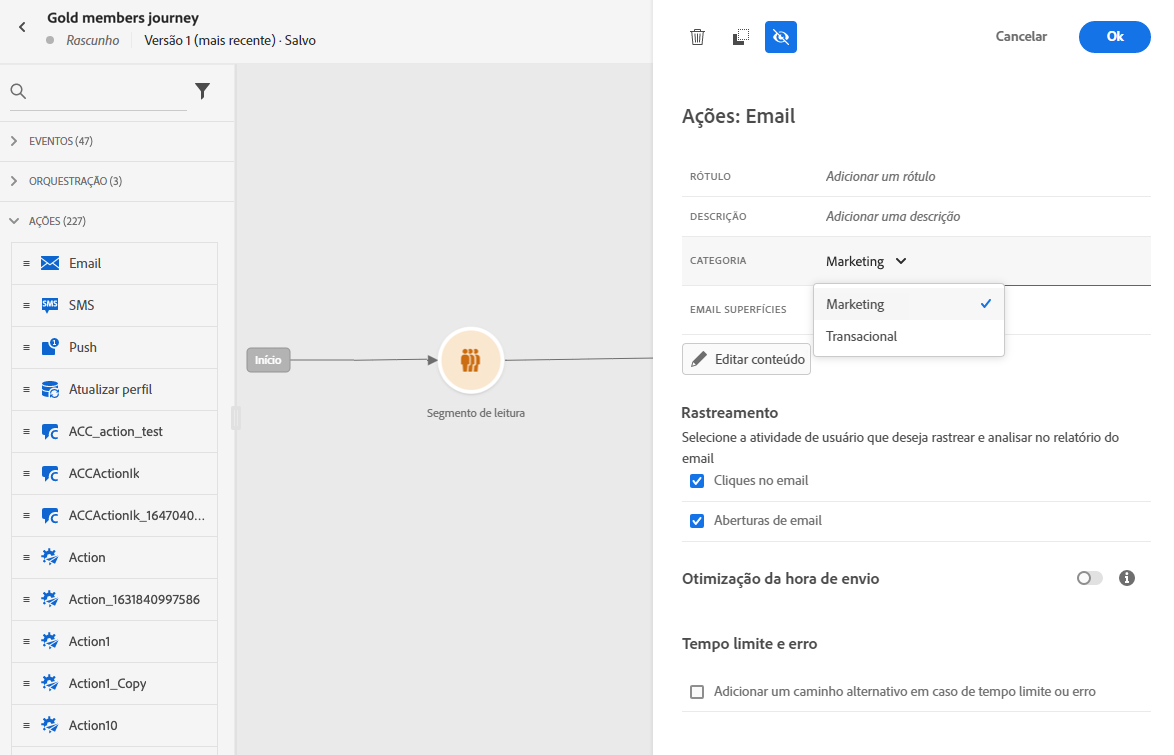 Gold members journey
Rascunho
Versão 1 (mais recente) · Salvo
EVENTOS (47)
ORQUESTRAÇÃO (3)
AÇÕES (227)
Email
SMS
SMS
1
Push
Atualizar perfil
ACC_action_test
ACCActionlk
ACCActionlk_1647040...
Action
Action_1631840997586
Action1
Action1_Copy
Action10
Início
Segmento de leitura
Cancelar
Ok
Ações: Email
RÓTULO
Adicionar um rótulo
DESCRIÇÃO
Adicionar uma descrição
CATEGORIA
Marketing
Marketing
Transacional
EMAIL SUPERFÍCIES
Editar conteúdo
Rastreamento
Selecione a atividade de usuário que deseja rastrear e analisar no relatório do
email
Cliques no email
Aberturas de email
Otimização da hora de envio
Tempo limite e erro
Adicionar um caminho alternativo em caso de tempo limite ou erro